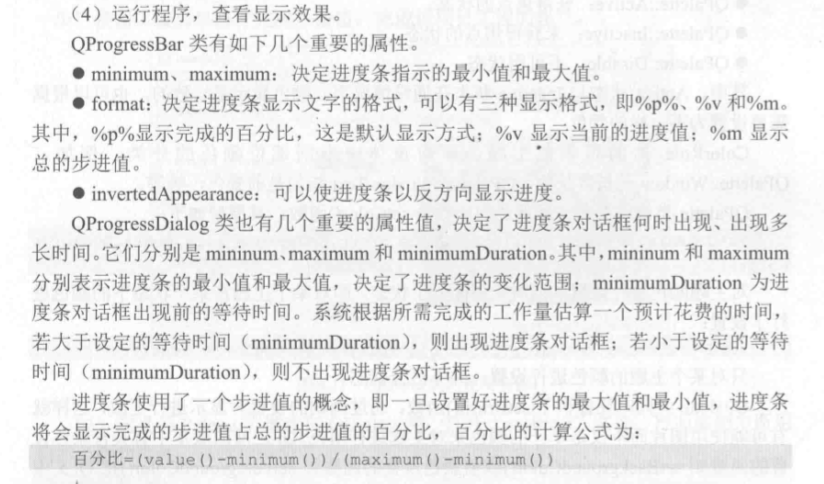 （4）运行程序，查看显示效果。
QProgressBar 类有如下几个重要的属性。
● minimum、maximum：决定进度条指示的最小值和最大值。
● format：决定进度条显示文字的格式，可以有三种显示格式，即%p%、%v 和%m。
其中，%p%显示完成的百分比，这是默认显示方式；%v 显示当前的进度值；%m 显示
总的步进值。
● invertedAppearance：可以使进度条以反方向显示进度。
QProgressDialog 类也有几个重要的属性值，决定了进度条对话框何时出现、出现多
长时间。它们分别是 mininum、maximum 和 minimumDuration。其中，mininum 和 maximum
分别表示进度条的最小值和最大值，决定了进度条的变化范围；minimumDuration 为进
度条对话框出现前的等待时间。系统根据所需完成的工作量估算一个预计花费的时间，
若大于设定的等待时间（minimumDuration），则出现进度条对话框；若小于设定的等待
时间（minimumDuration），则不出现进度条对话框。
进度条使用了一个步进值的概念，即一旦设置好进度条的最大值和最小值，进度条
将会显示完成的步进值占总的步进值的百分比，百分比的计算公式为：
百分比=(value()-minimum())/(maximum()-minimum())